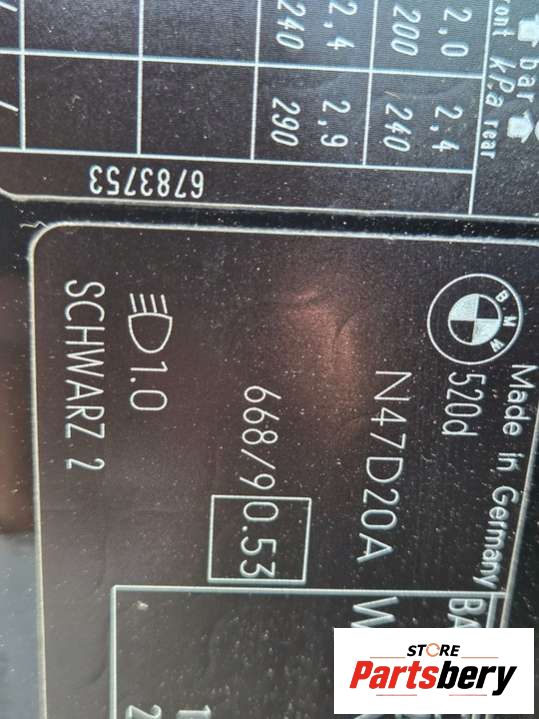 bar
front kPa rear
2,0 2,4
200 240
2,4 2,9
240 290
6783753
Made in Germany
BMW 520d
N47D20A
668/9 0.53
1.0
SCHWARZ 2
STORE
Partsbery